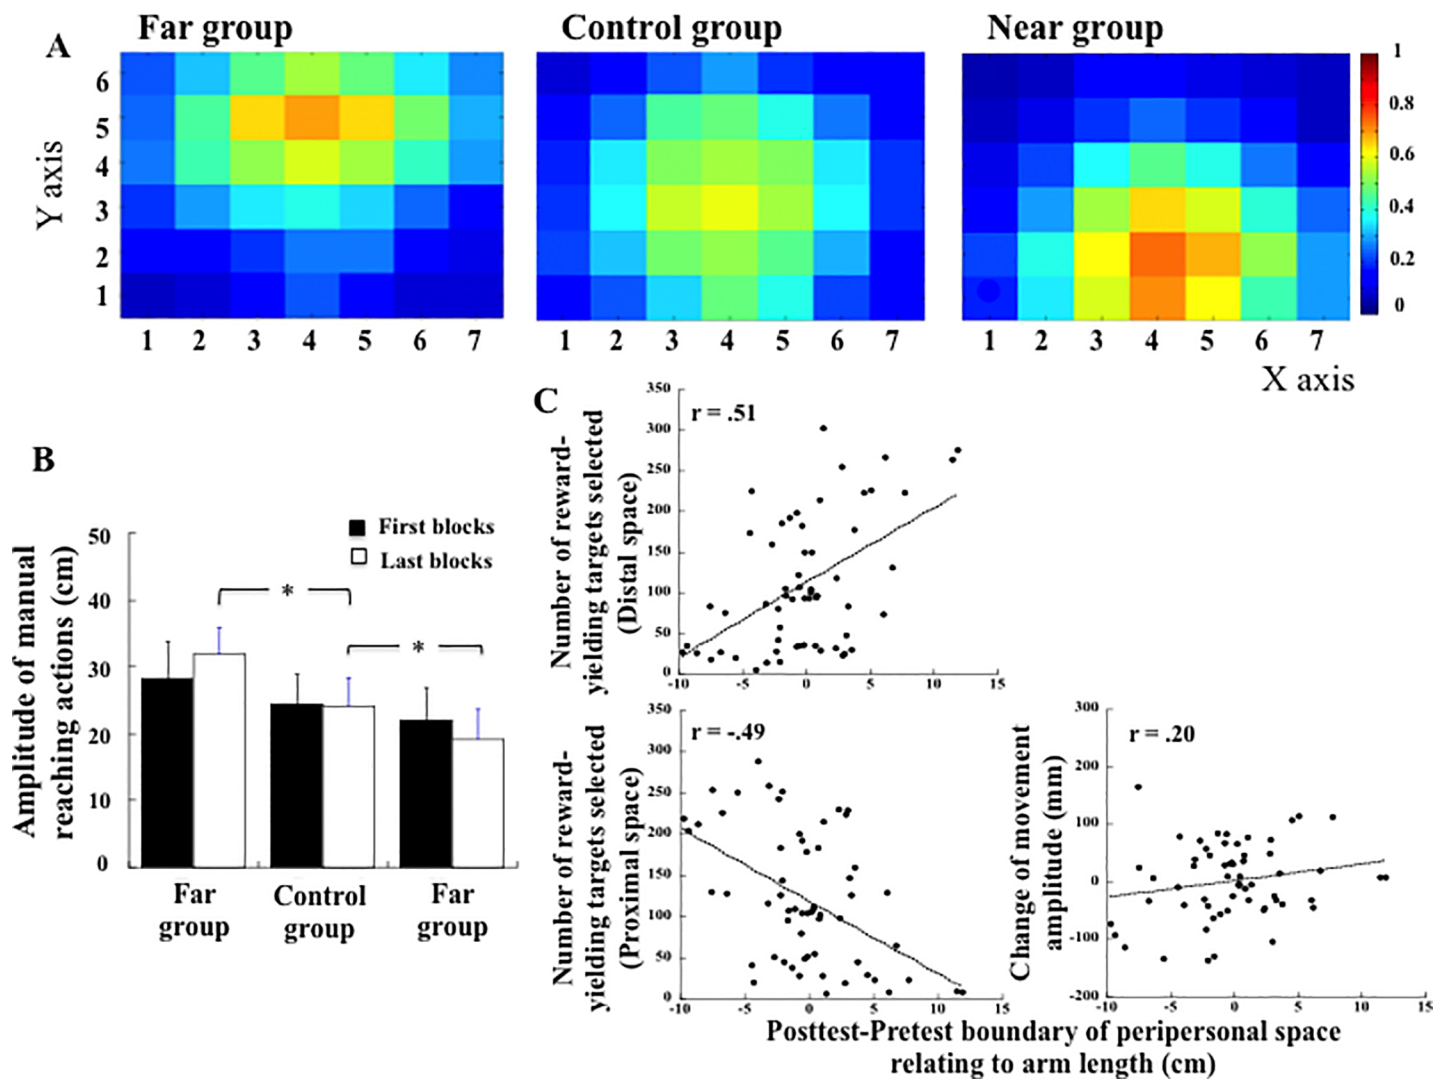 Far group
Control group
Near group
A
Y axis
6
5
4
3
2
1
1 2 3 4 5 6 7
1 2 3 4 5 6 7
1 2 3 4 5 6 7
1
0.8
0.6
0.4
0.2
0
X axis
B
Amplitude of manual
reaching actions (cm)
50
40
30
20
10
0
First blocks
Last blocks
*
*
Far
group
Control
group
Far
group
C
Number of reward-
yielding targets selected
(Distal space)
350
300
250
200
150
100
50
0
r = .51
-10 -5 0 5 10 15
Number of reward-
yielding targets selected
(Proximal space)
350
300
250
200
150
100
50
0
r = -.49
-10 -5 0 5 10 15
Change of movement
amplitude (mm)
300
200
100
0
-100
-200
r = .20
-10 -5 0 5 10 15
Posttest-Pretest boundary of peripersonal space
relating to arm length (cm)